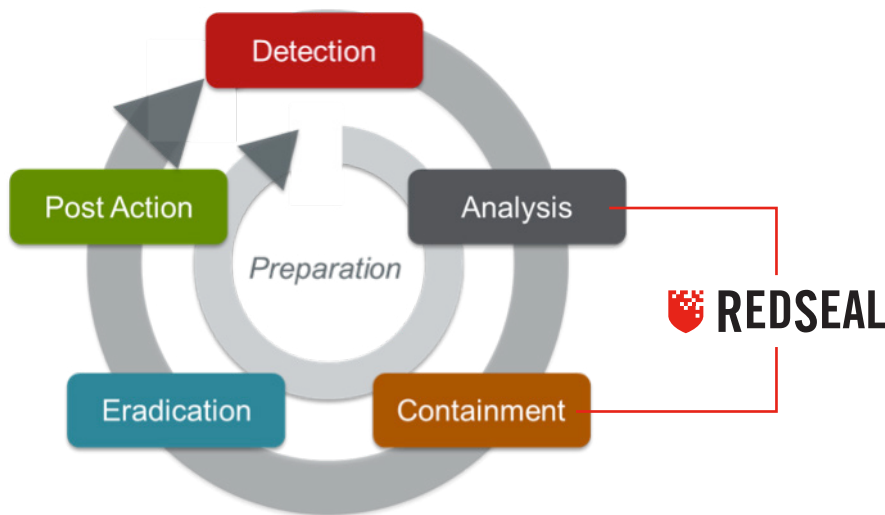 Detection
Post Action
Analysis
Preparation
REDSEAL
Eradication
Containment